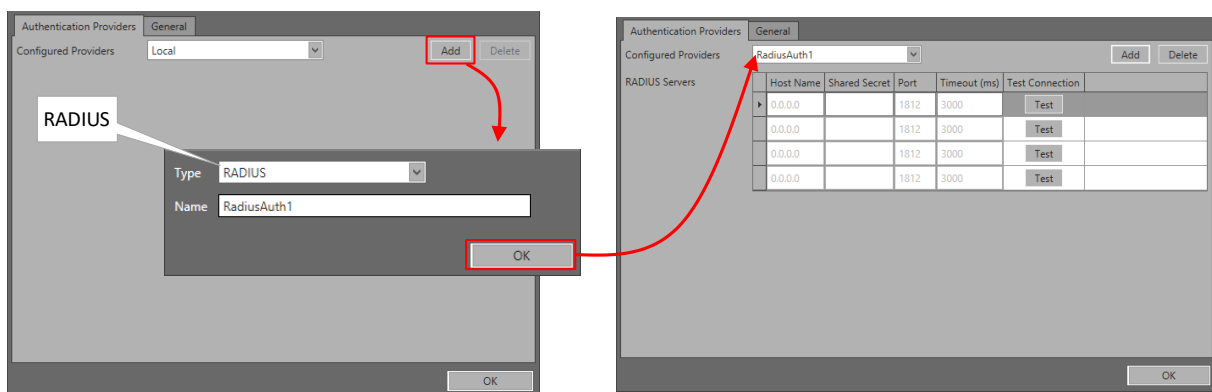 Authentication Providers General
Configured Providers Local Add Delete
RADIUS
Type RADIUS
Name RadiusAuth1
OK
OK
Authentication Providers General
Configured Providers RadiusAuth1 Add Delete
RADIUS Servers Host Name Shared Secret Port Timeout (ms) Test Connection
0.0.0.0 1812 3000 Test
0.0.0.0 1812 3000 Test
0.0.0.0 1812 3000 Test
0.0.0.0 1812 3000 Test
OK